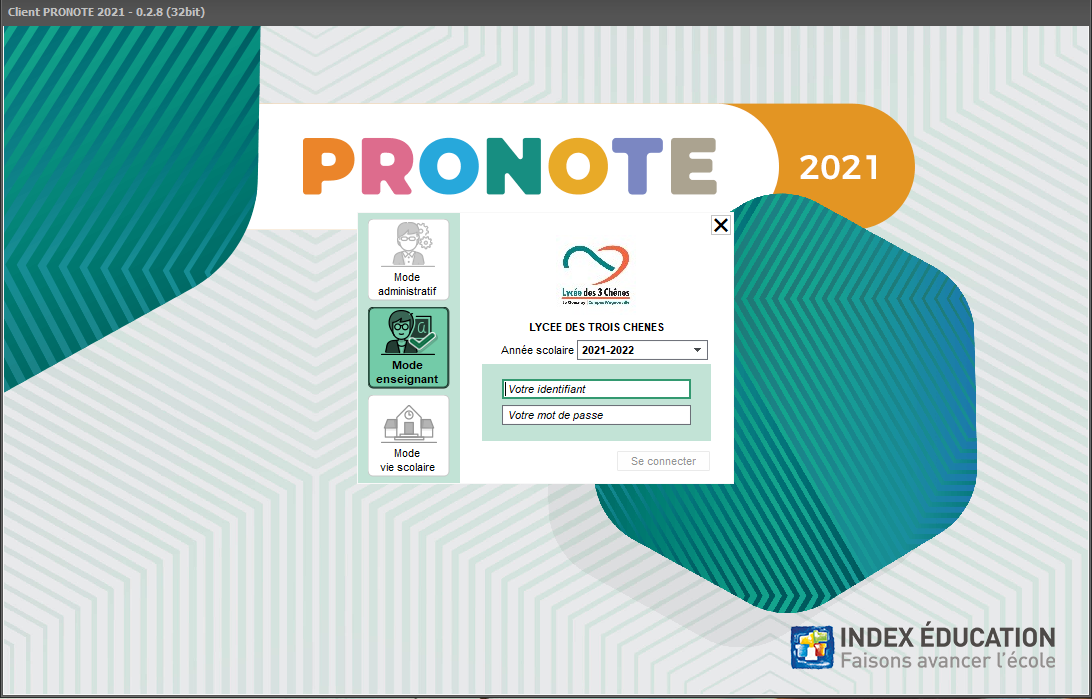 Client PRONOTE 2021 - 0.2.8 (32bit)
PRONOTE
2021
Mode
administratif
Mode
enseignant
Mode
vie scolaire
Lycée des 3 Chênes
LYCEE DES TROIS CHENES
Année scolaire 2021-2022
Votre identifiant
Votre mot de passe
Se connecter
INDEX ÉDUCATION
Faisons avancer l'école